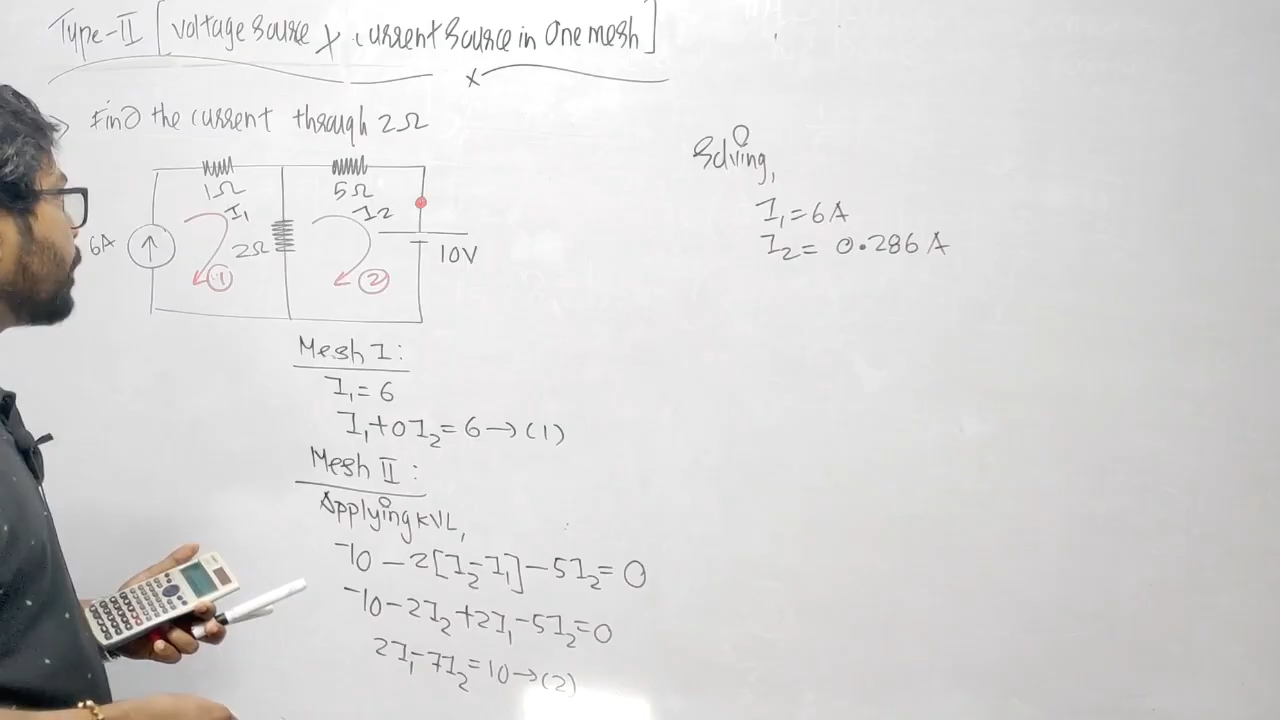 Type-II [voltage source × current source in one mesh]
×
Find the current through 2Ω
1Ω
5Ω
I₁
I₂
6A
2Ω
10V
1
2
Mesh I:
I₁ = 6
I₁ + 0I₂ = 6 → (1)
Mesh II:
Applying KVL,
-10 - 2[I₂ - I₁] - 5I₂ = 0
-10 - 2I₂ + 2I₁ - 5I₂ = 0
2I₁ - 7I₂ = 10 → (2)
Solving,
I₁ = 6A
I₂ = 0.286 A